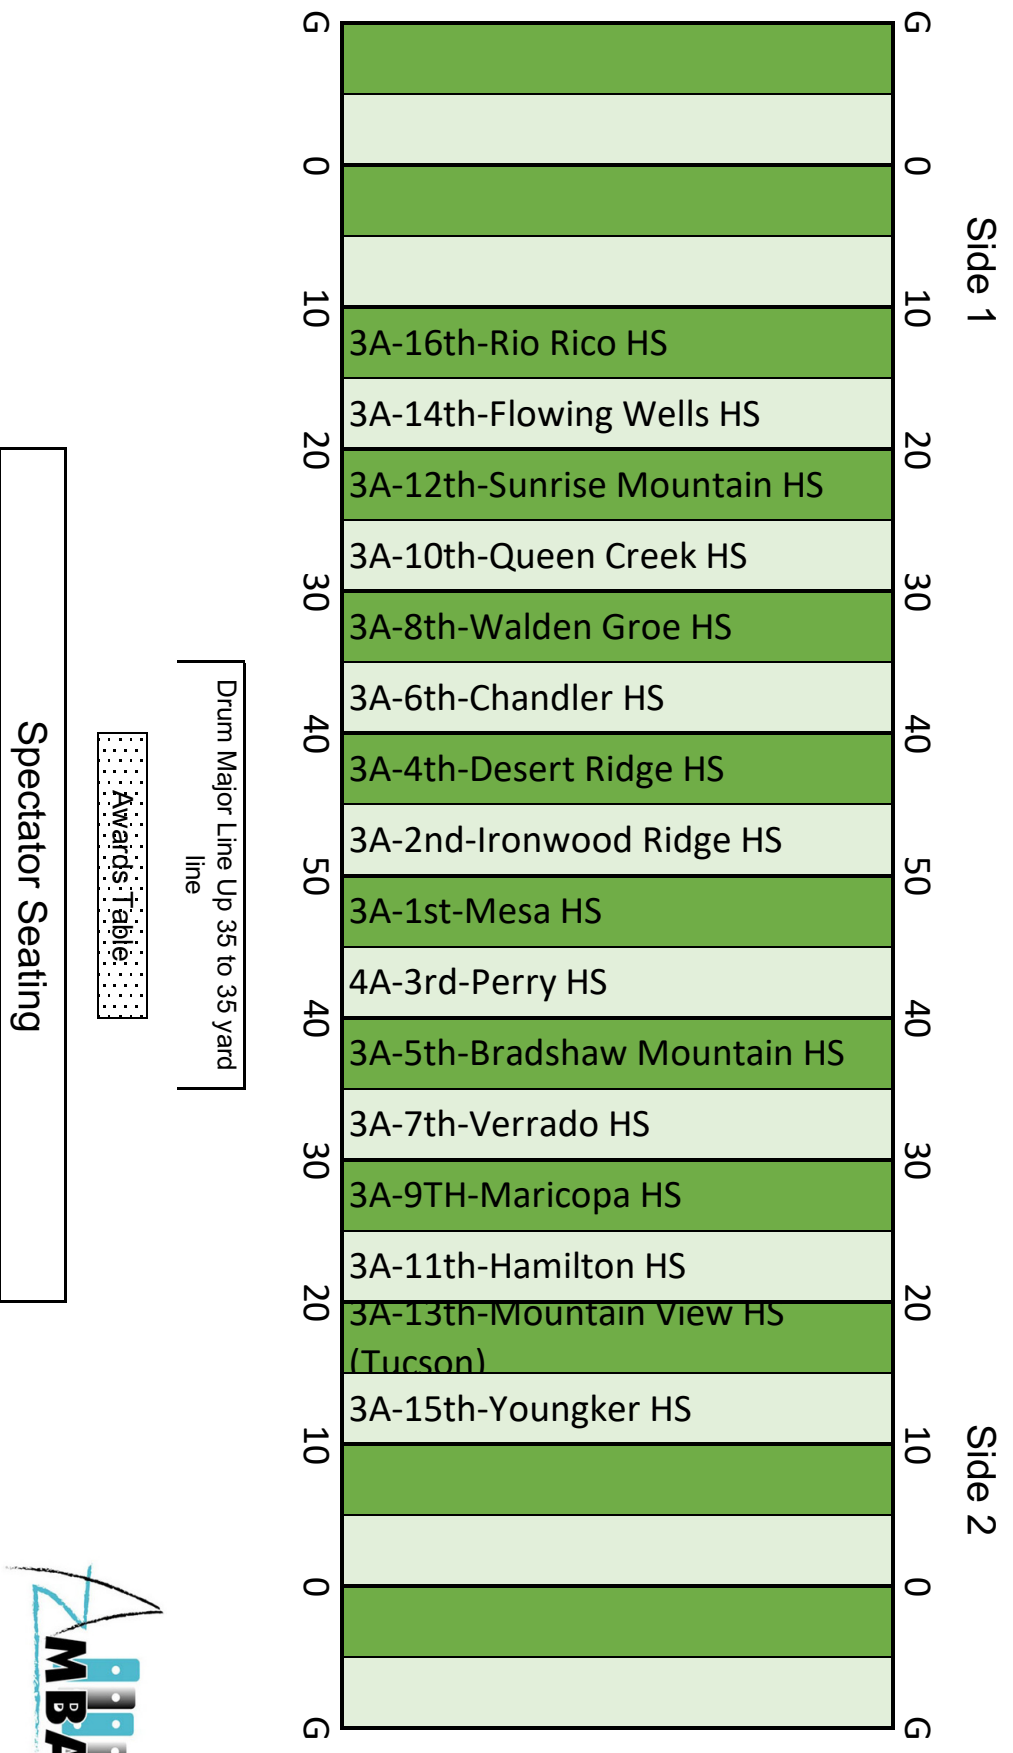 Side 1
Side 2
G
0
10
20
30
40
50
40
30
20
10
0
G
3A-16th-Rio Rico HS
3A-14th-Flowing Wells HS
3A-12th-Sunrise Mountain HS
3A-10th-Queen Creek HS
3A-8th-Walden Groe HS
3A-6th-Chandler HS
3A-4th-Desert Ridge HS
3A-2nd-Ironwood Ridge HS
3A-1st-Mesa HS
4A-3rd-Perry HS
3A-5th-Bradshaw Mountain HS
3A-7th-Verrado HS
3A-9TH-Maricopa HS
3A-11th-Hamilton HS
3A-13th-Mountain View HS
(Tucson)
3A-15th-Youngker HS
G
0
10
20
30
40
50
40
30
20
10
0
G
Drum Major Line Up 35 to 35 yard
line
Awards Table
Spectator Seating
AZ
MBA